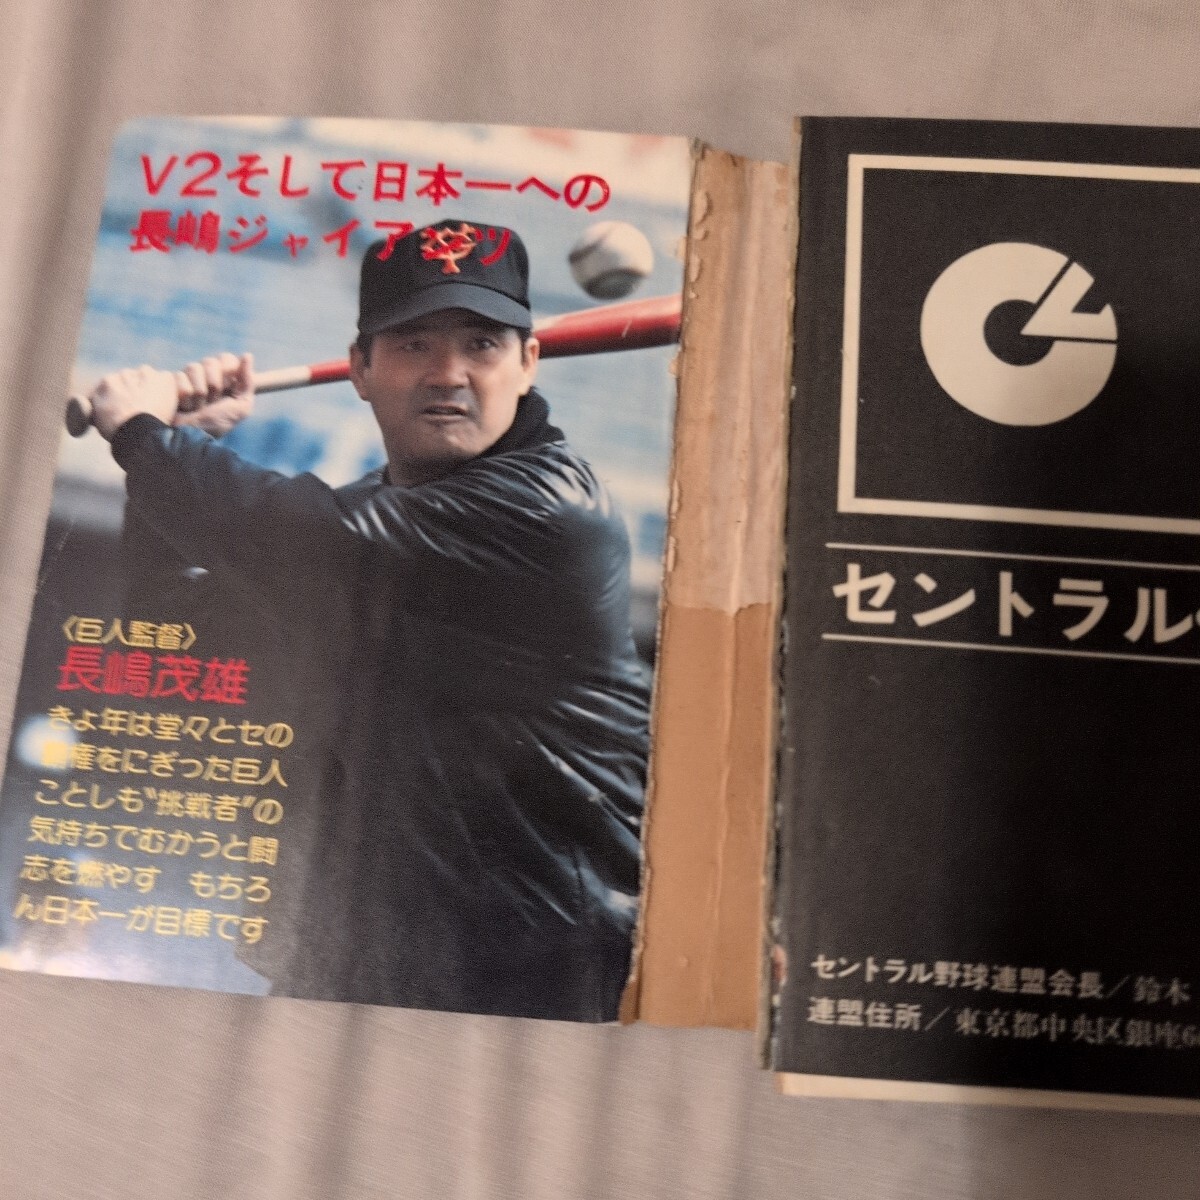 V2そして日本一への
長嶋ジャイアンツ
〈巨人監督〉
長嶋茂雄
きよ年は堂々とセの
覇権をにぎった巨人
ことしも〝挑戦者〟の
気持ちでむかうと闘
志を燃やす　もちろ
ん日本一が目標です
セントラル・
セントラル野球連盟会長／鈴木
連盟住所／東京都中央区銀座6